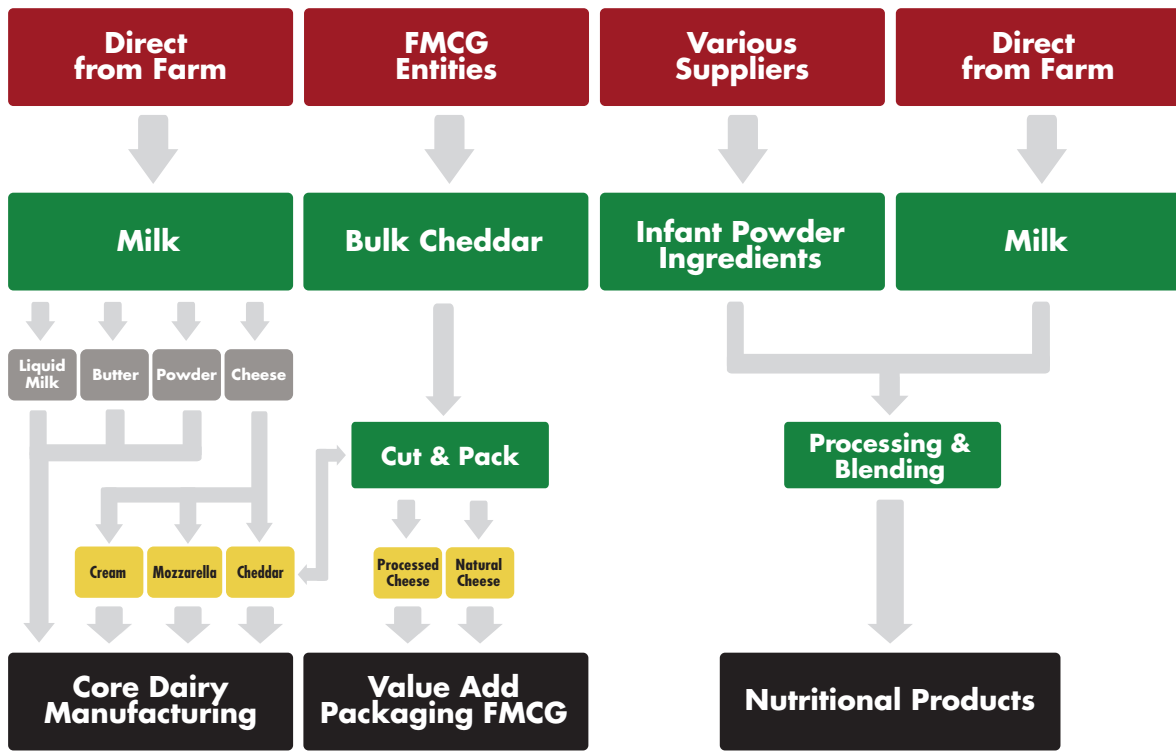 Direct
from Farm
FMCG
Entities
Various
Suppliers
Direct
from Farm
Milk
Bulk Cheddar
Infant Powder
Ingredients
Milk
Liquid
Milk
Butter
Powder
Cheese
Cut & Pack
Processing &
Blending
Cream
Mozzarella
Cheddar
Processed
Cheese
Natural
Cheese
Core Dairy
Manufacturing
Value Add
Packaging FMCG
Nutritional Products